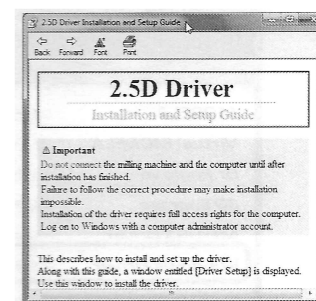 2.5D Driver Installation and Setup Guide
Back Forward Font Print
2.5D Driver
Installation and Setup Guide
⚠ Important
Do not connect the milling machine and the computer until after
installation has finished.
Failure to follow the correct procedure may make installation
impossible.
Installation of the driver requires full access rights for the computer.
Log on to Windows with a computer administrator account.
This describes how to install and set up the driver.
Along with this guide, a window entitled [Driver Setup] is displayed.
Use this window to install the driver.